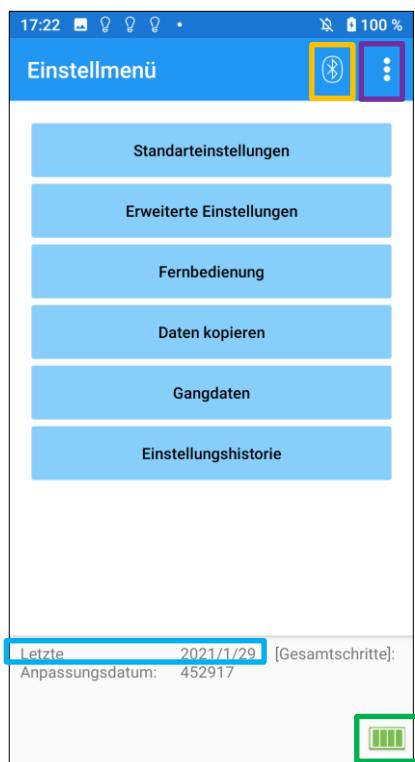 17:22 100 %
Einstellmenü
Standarteinstellungen
Erweiterte Einstellungen
Fernbedienung
Daten kopieren
Gangdaten
Einstellungshistorie
Letzte 2021/1/29 [Gesamtschritte]:
Anpassungsdatum: 452917